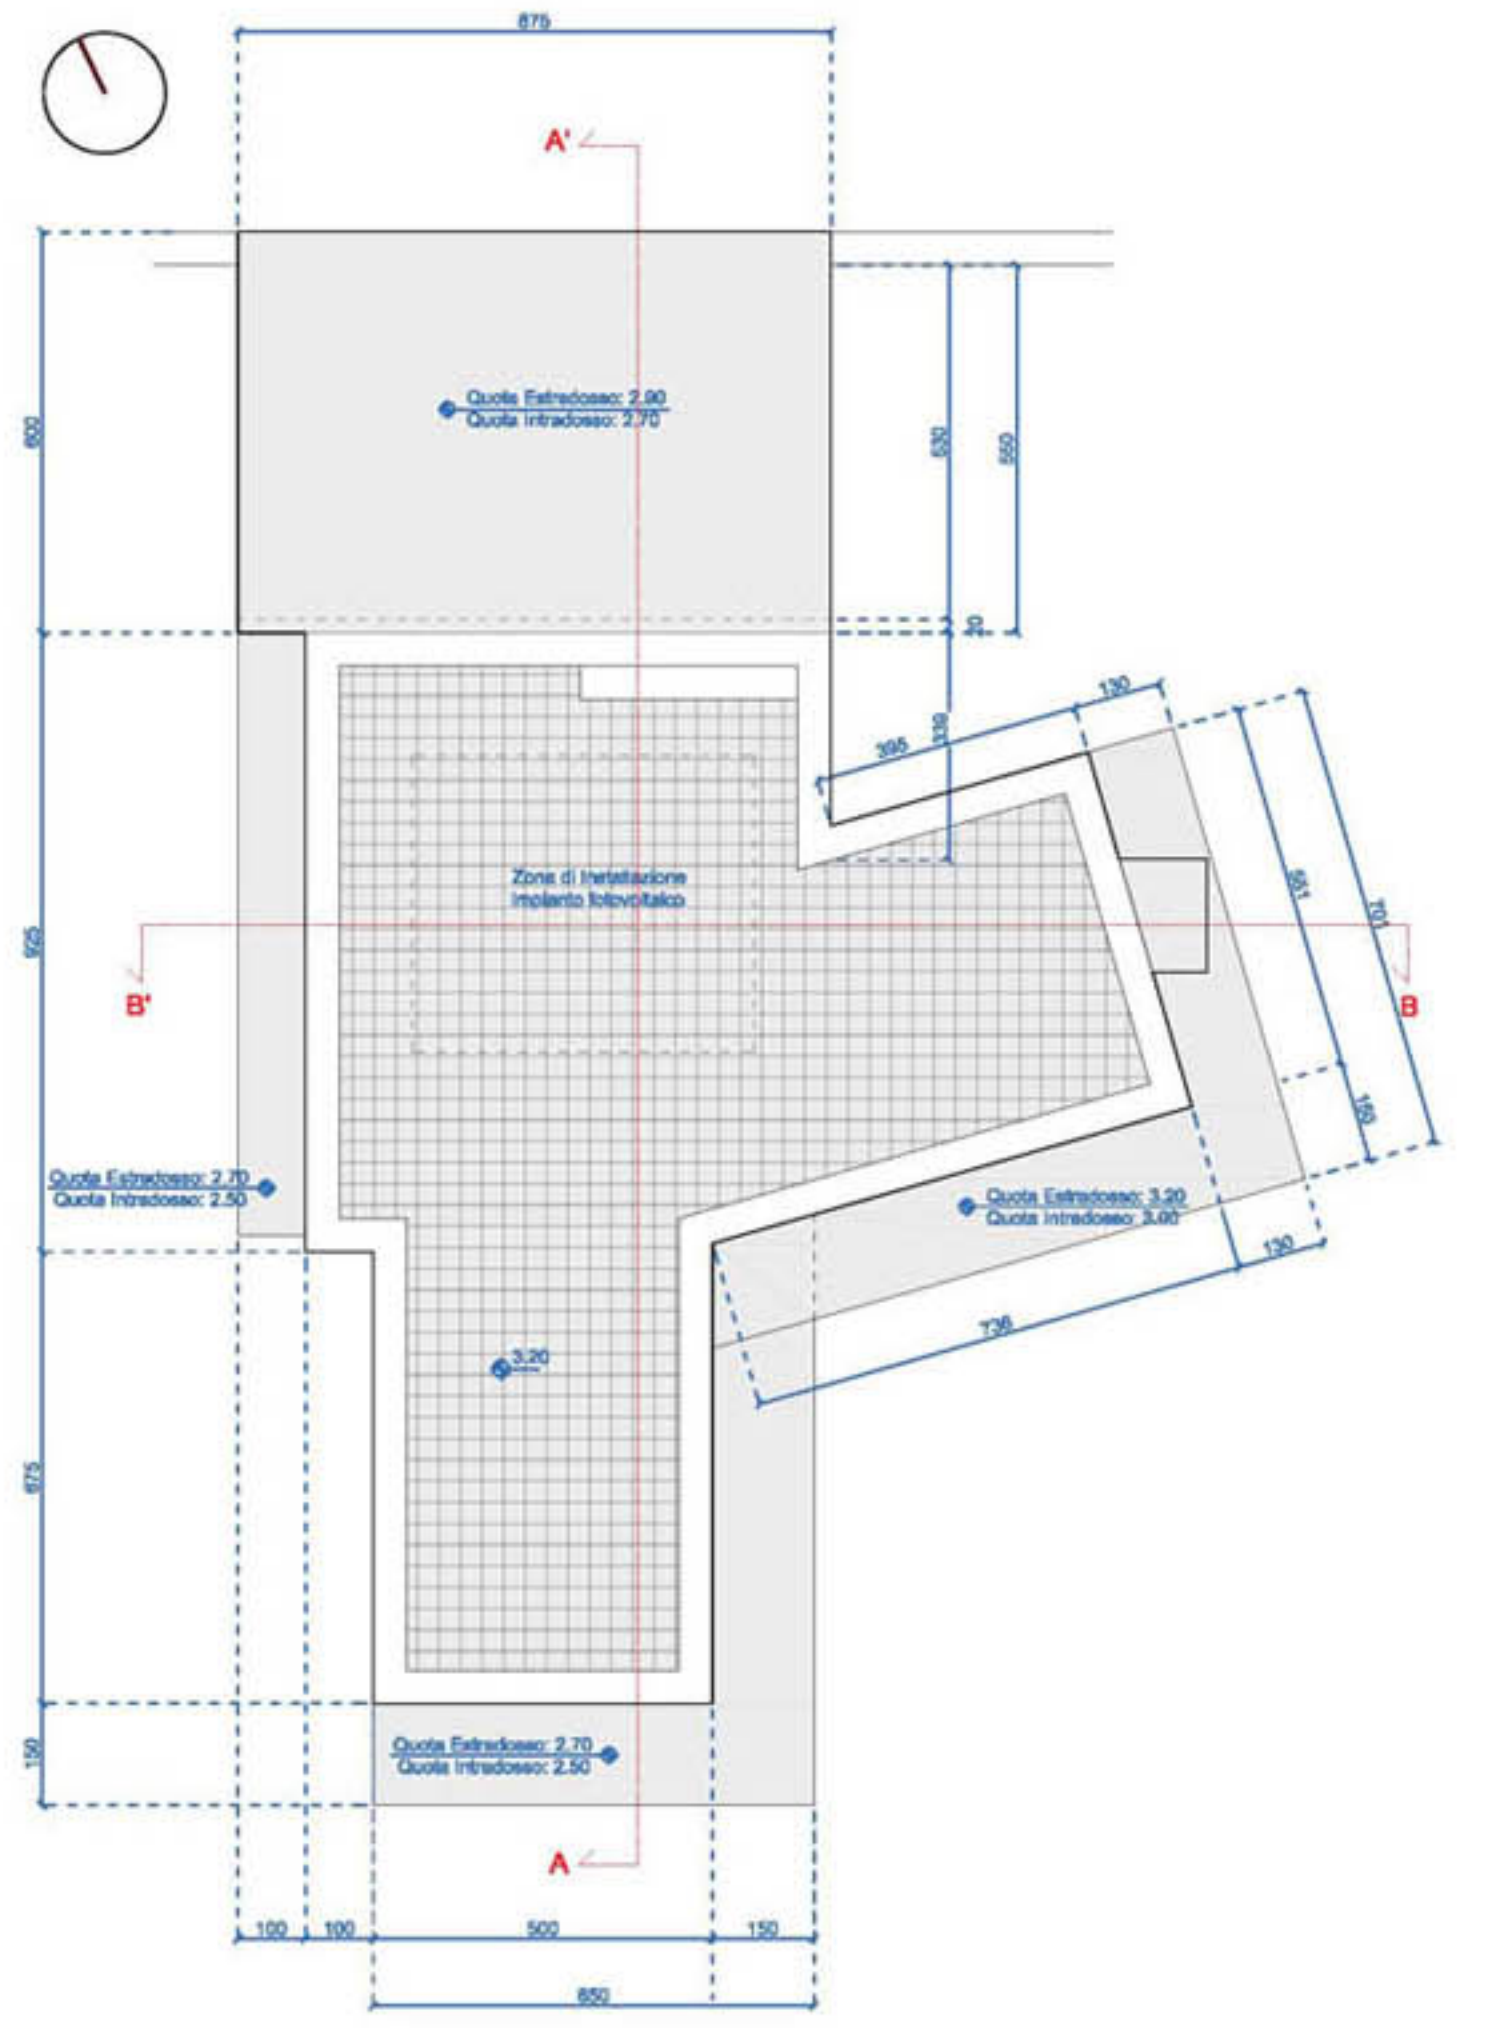 875
A'
Quota Estradosso: 2.90
Quota Intradosso: 2.70
600
530
550
20
130
395
339
Zona di Installazione
Impianto fotovoltaico
551
701
925
B'
B
150
Quota Estradosso: 2.70
Quota Intradosso: 2.50
Quota Estradosso: 3.20
Quota Intradosso: 3.00
130
736
3.20
675
Quota Estradosso: 2.70
Quota Intradosso: 2.50
150
A
100
100
500
150
650